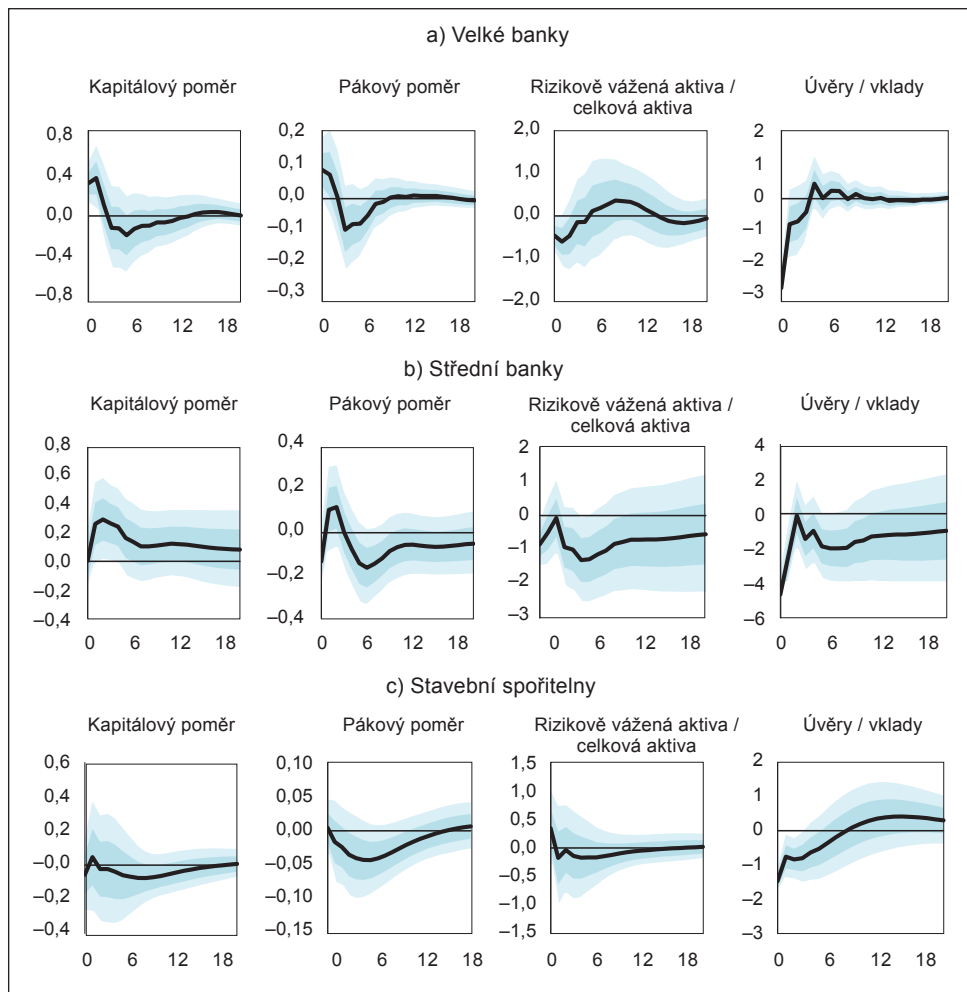 a) Velké banky
Kapitálový poměr
0,8
0,4
0,0
–0,4
–0,8
0 6 12 18
Pákový poměr
0,2
0,1
0,0
–0,1
–0,2
–0,3
0 6 12 18
Rizikově vážená aktiva /
celková aktiva
2,0
1,0
0,0
–1,0
–2,0
0 6 12 18
Úvěry / vklady
2
1
0
–1
–2
–3
0 6 12 18
b) Střední banky
Kapitálový poměr
0,8
0,6
0,4
0,2
0,0
–0,2
–0,4
0 6 12 18
Pákový poměr
0,4
0,2
0,0
–0,2
–0,4
0 6 12 18
Rizikově vážená aktiva /
celková aktiva
2
1
0
–1
–2
–3
0 6 12 18
Úvěry / vklady
4
2
0
–2
–4
–6
0 6 12 18
c) Stavební spořitelny
Kapitálový poměr
0,6
0,4
0,2
–0,0
–0,2
–0,4
0 6 12 18
Pákový poměr
0,10
0,05
0,00
–0,05
–0,10
–0,15
0 6 12 18
Rizikově vážená aktiva /
celková aktiva
1,5
1,0
0,5
0,0
–0,5
–1,0
–1,5
0 6 12 18
Úvěry / vklady
2
1
0
–1
–2
–3
0 6 12 18